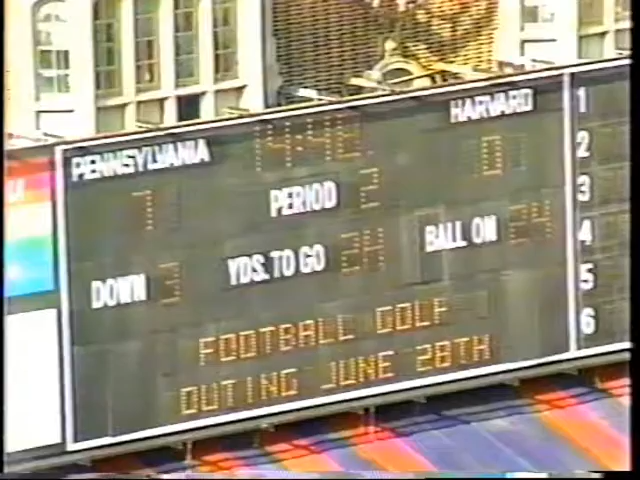 PENNSYLVANIA 14:42 HARVARD
7 PERIOD 2 0
DOWN 3 YDS. TO GO 24 BALL ON 24
FOOTBALL GOLF
OUTING JUNE 28TH
1
2
3
4
5
6